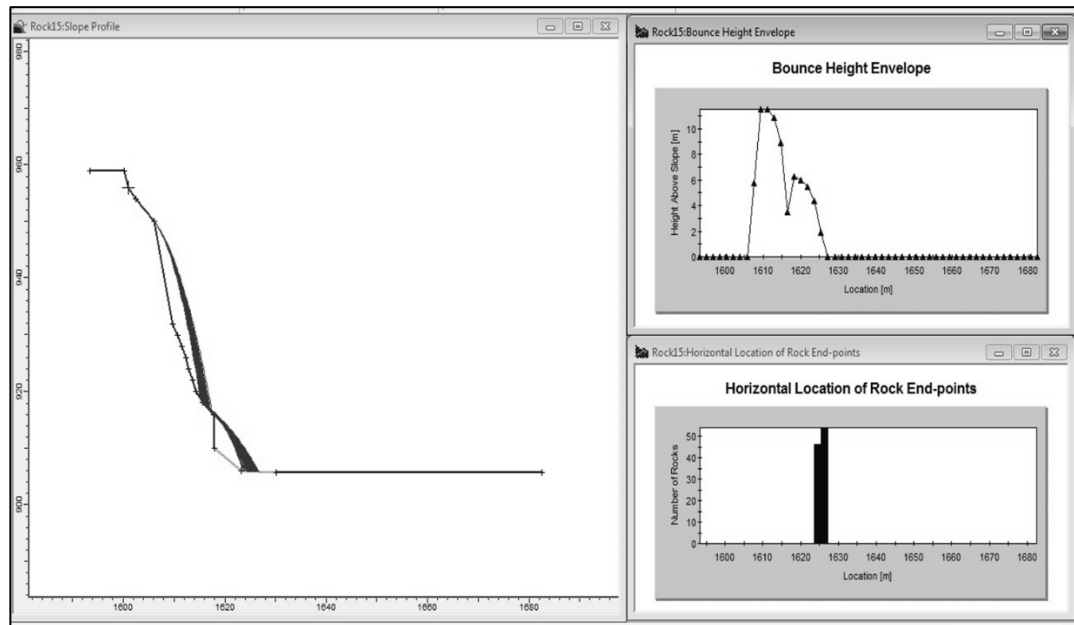 Rock15:Slope Profile
980
960
940
920
900
1600
1620
1640
1660
1680
Rock15:Bounce Height Envelope
Bounce Height Envelope
Height Above Slope [m]
10
8
6
4
2
0
1600 1610 1620 1630 1640 1650 1660 1670 1680
Location [m]
Rock15:Horizontal Location of Rock End-points
Horizontal Location of Rock End-points
Number of Rocks
50
40
30
20
10
0
1600 1610 1620 1630 1640 1650 1660 1670 1680
Location [m]